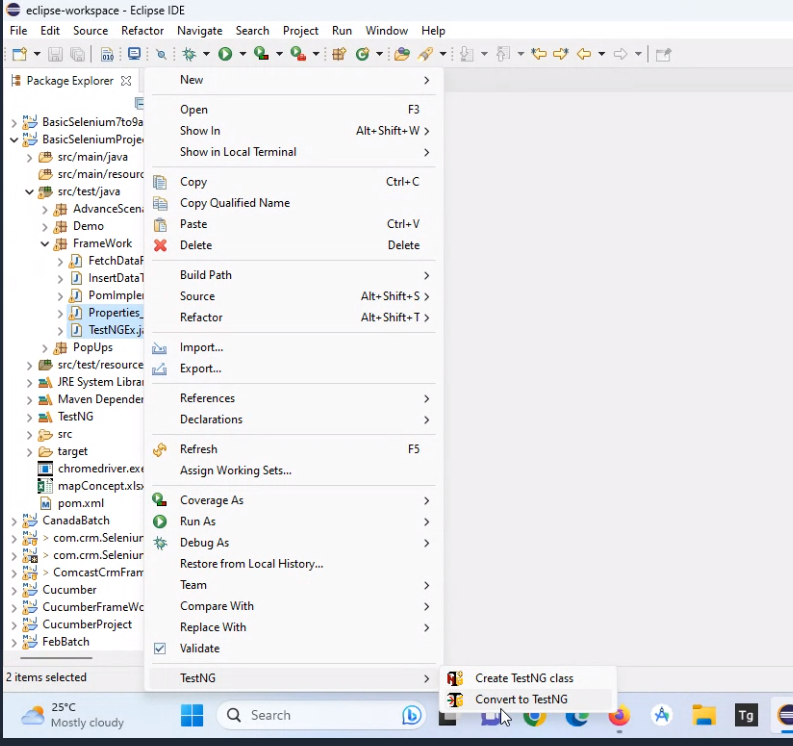 eclipse-workspace - Eclipse IDE
File Edit Source Refactor Navigate Search Project Run Window Help
Package Explorer
BasicSelenium7to9a
BasicSeleniumProje
src/main/java
src/main/resourc
src/test/java
AdvanceScena
Demo
FrameWork
FetchDataF
InsertDataT
PomImplem
Properties_
TestNGEx.ja
PopUps
src/test/resource
JRE System Librar
Maven Depender
TestNG
src
target
chromedriver.exe
mapConcept.xlsx
pom.xml
CanadaBatch
> com.crm.Seleniur
> com.crm.Seleniur
> ComcastCrmFram
Cucumber
CucumberFrameWo
CucumberProject
FebBatch
2 items selected
New
Open F3
Show In Alt+Shift+W
Show in Local Terminal
Copy Ctrl+C
Copy Qualified Name
Paste Ctrl+V
Delete Delete
Build Path
Source Alt+Shift+S
Refactor Alt+Shift+T
Import...
Export...
References
Declarations
Refresh F5
Assign Working Sets...
Coverage As
Run As
Debug As
Restore from Local History...
Team
Compare With
Replace With
Validate
TestNG
Create TestNG class
Convert to TestNG
25°C
Mostly cloudy
Search
Tg